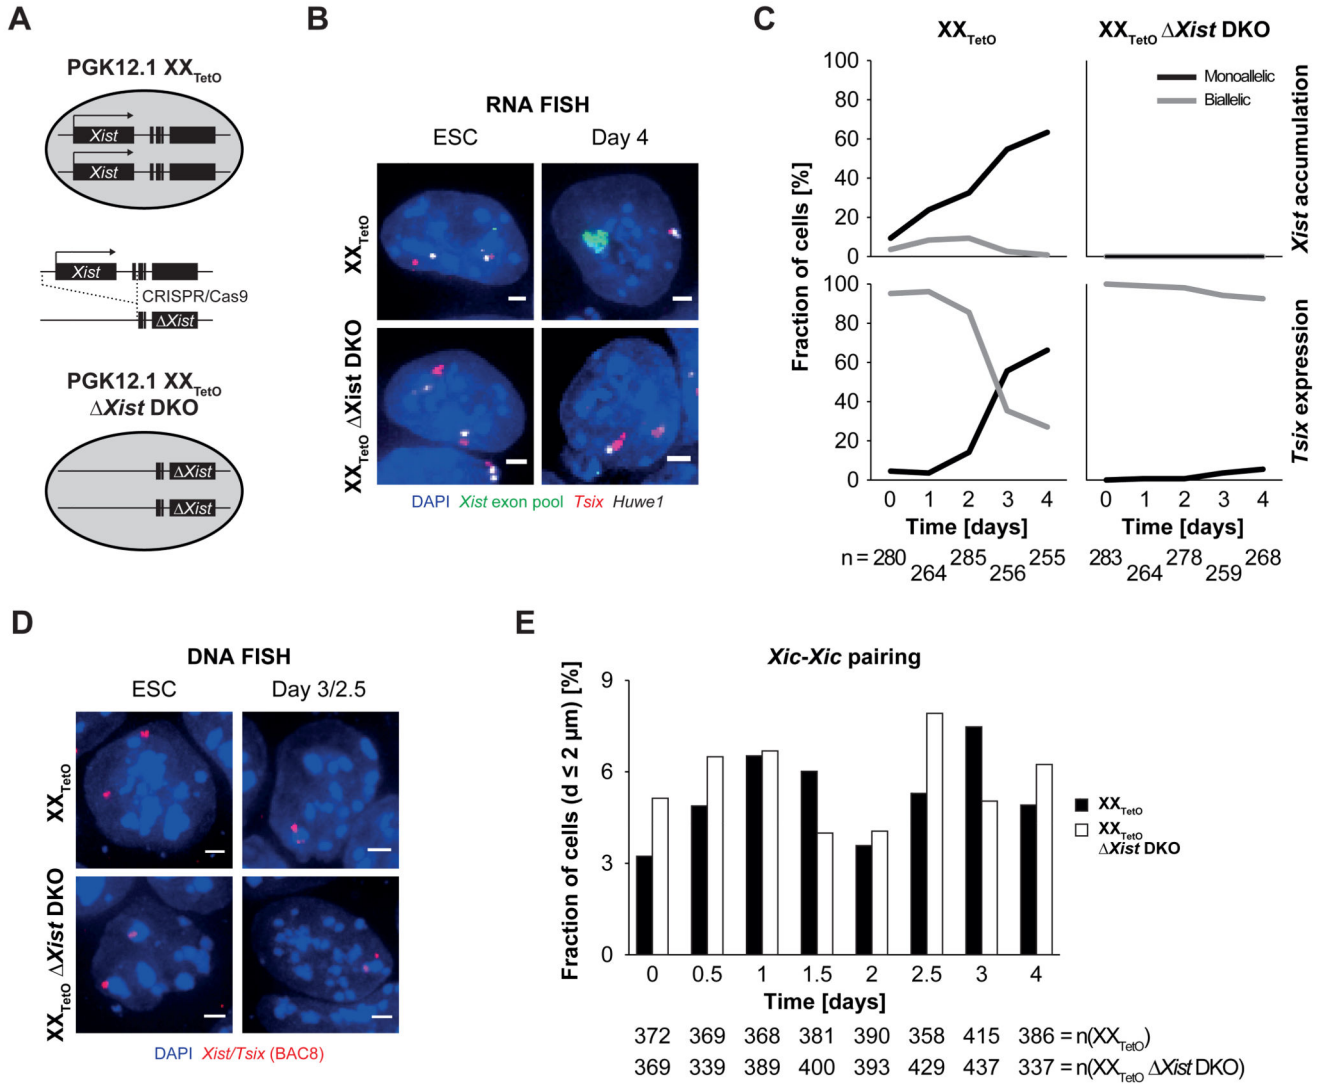 A
PGK12.1 XXTetO
Xist
Xist
Xist
CRISPR/Cas9
ΔXist
PGK12.1 XXTetO
ΔXist DKO
ΔXist
ΔXist
B
RNA FISH
ESC Day 4
XXTetO
XXTetO ΔXist DKO
DAPI Xist exon pool Tsix Huwe1
C
XXTetO XXTetO ΔXist DKO
100
80
60
40
20
0
Monoallelic
Biallelic
Xist accumulation
Fraction of cells [%]
100
80
60
40
20
0
Tsix expression
0 1 2 3 4 0 1 2 3 4
Time [days] Time [days]
n = 280 264 285 256 255 283 264 278 259 268
D
DNA FISH
ESC Day 3/2.5
XXTetO
XXTetO ΔXist DKO
DAPI Xist/Tsix (BAC8)
E
Xic-Xic pairing
Fraction of cells (d ≤ 2 µm) [%]
9
6
3
0
XXTetO
XXTetO
ΔXist DKO
0 0.5 1 1.5 2 2.5 3 4
Time [days]
372 369 368 381 390 358 415 386 = n(XXTetO)
369 339 389 400 393 429 437 337 = n(XXTetO ΔXist DKO)